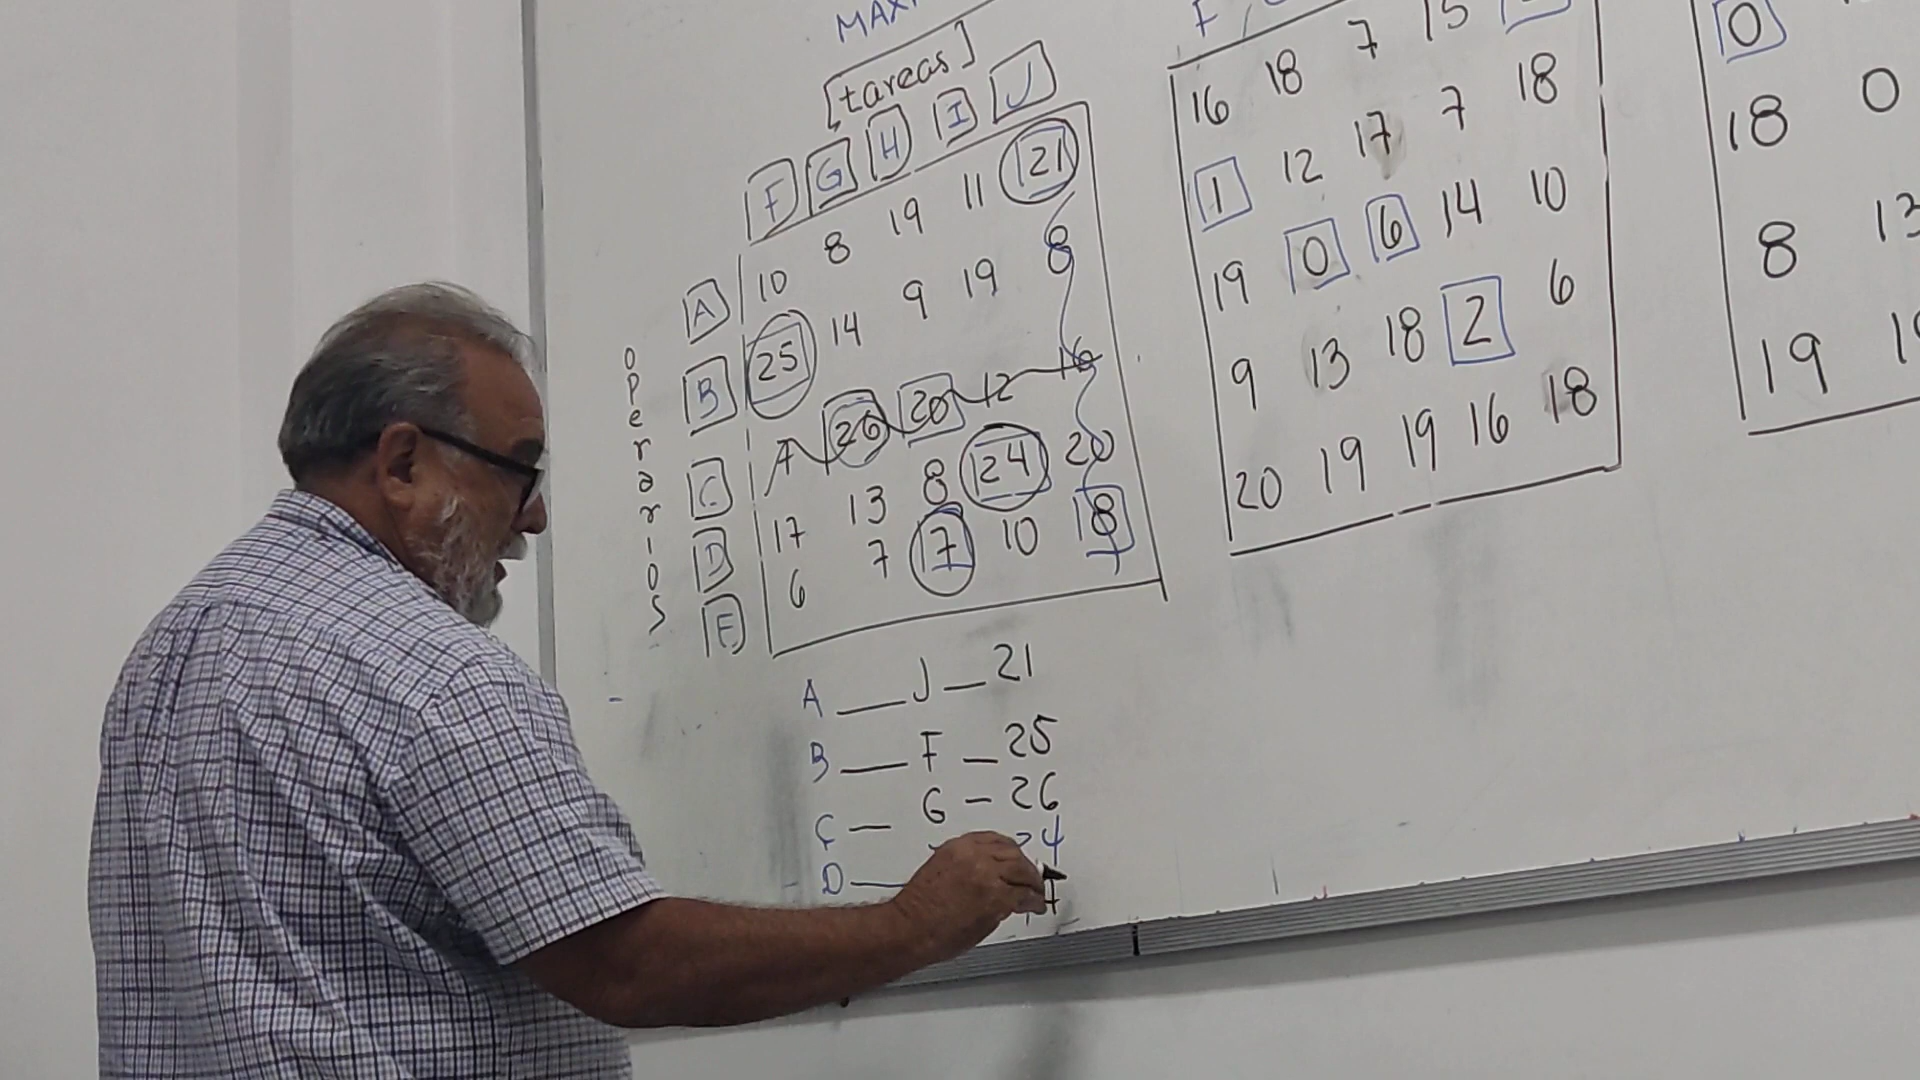 MAX
[tareas]
F G H I J
operarios
A 10 8 19 11 21
B 25 14 9 19 8
C 7 26 20 12 16
D 17 13 8 24 20
E 6 7 17 10 18
A — J — 21
B — F — 25
C — G — 26
D — 24
17
16 18 7 15
1 12 17 7 18
19 0 6 14 10
9 13 18 2 6
20 19 19 16 18
0
18 0
8 13
19